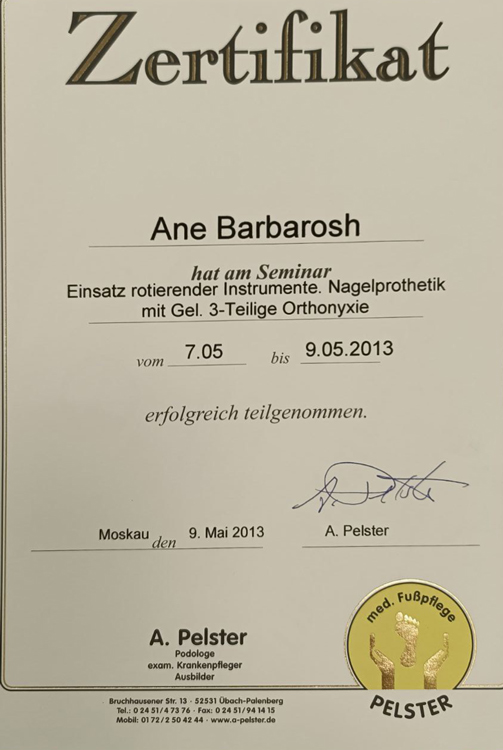 Zertifikat
Ane Barbarosh
hat am Seminar
Einsatz rotierender Instrumente. Nagelprothetik
mit Gel. 3-Teilige Orthonyxie
vom 7.05 bis 9.05.2013
erfolgreich teilgenommen.
A. Pelster
Moskau den 9. Mai 2013 A. Pelster
A. Pelster
Podologe
exam. Krankenpfleger
Ausbilder
med. Fußpflege
PELSTER
Bruchhausener Str. 13 · 52531 Übach-Palenberg
Tel.: 0 24 51/4 73 76 · Fax: 0 24 51/94 14 15
Mobil: 01 72/2 50 42 44 · www.a-pelster.de